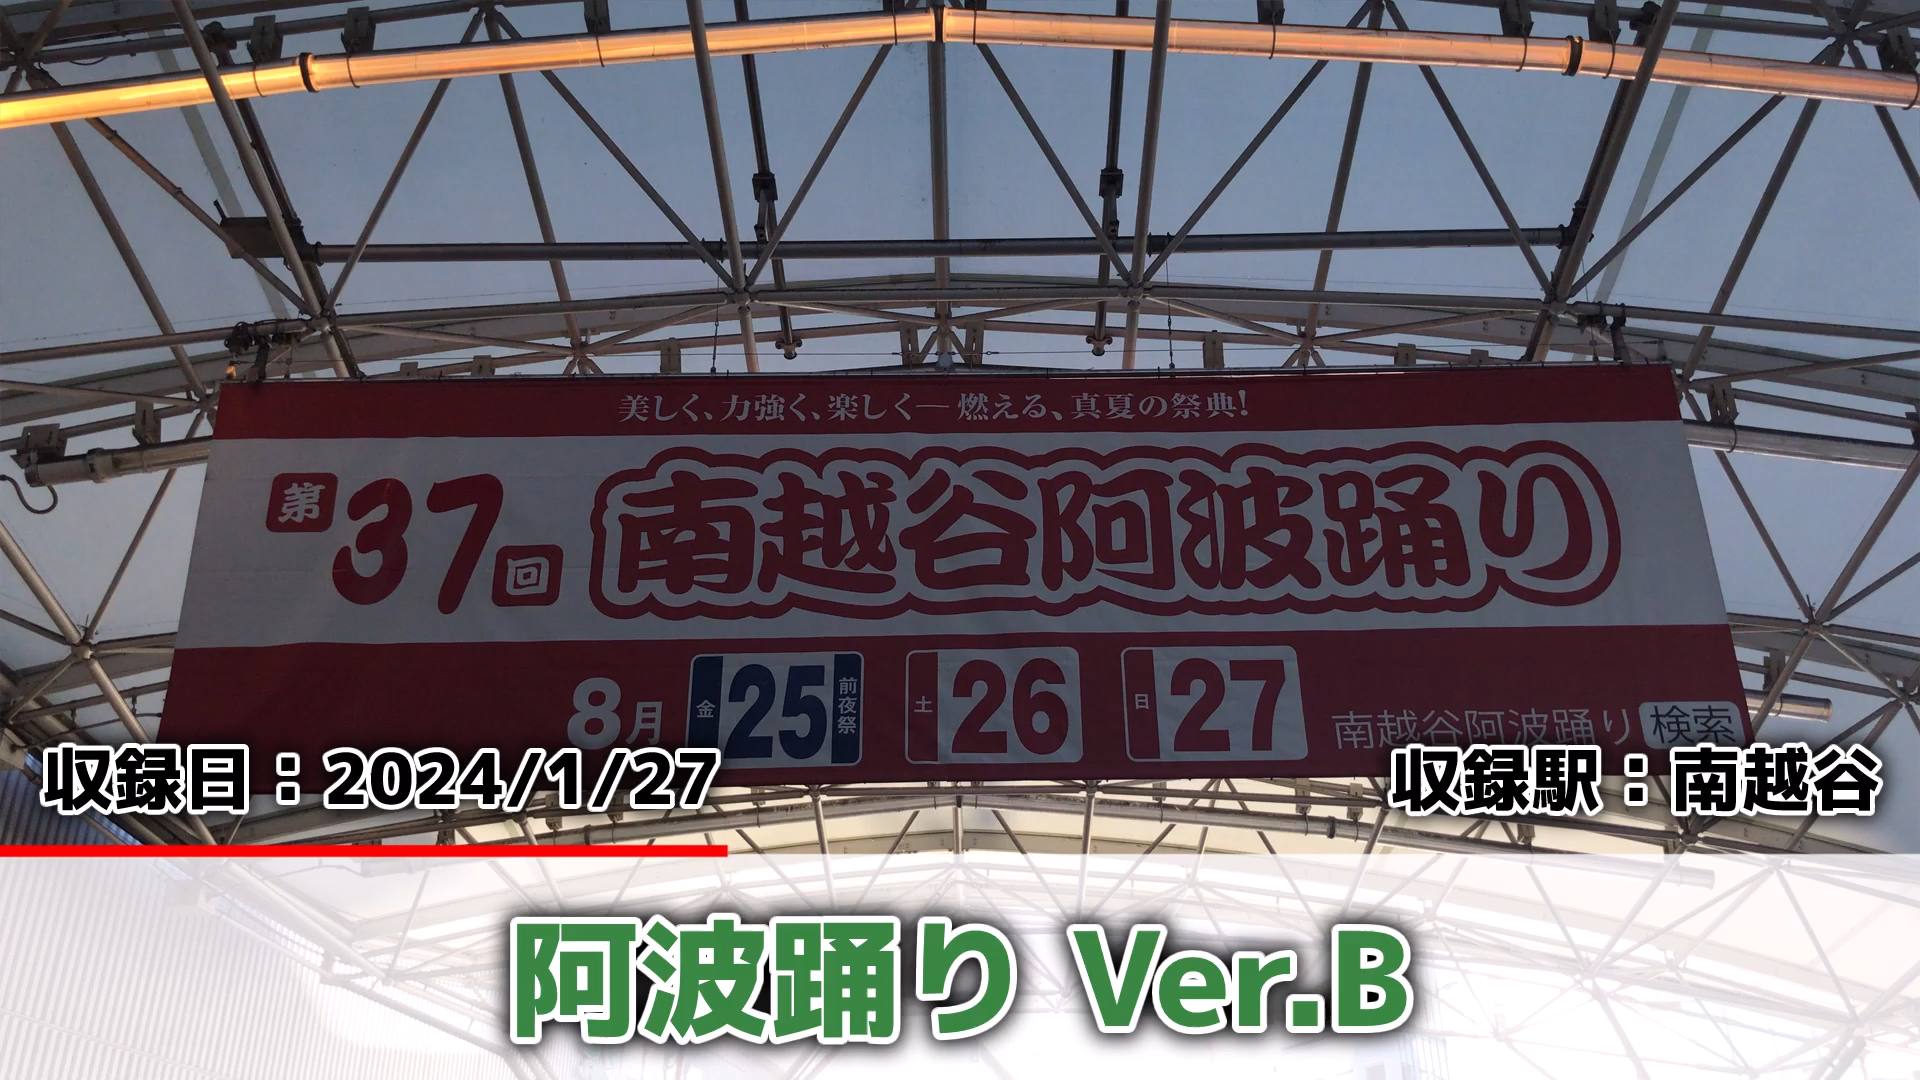 美しく、力強く、楽しく― 燃える、真夏の祭典!
第37回 南越谷阿波踊り
8月 金 25 前夜祭 土 26 日 27 南越谷阿波踊り 検索
収録日：2024/1/27 収録駅：南越谷
阿波踊り Ver.B